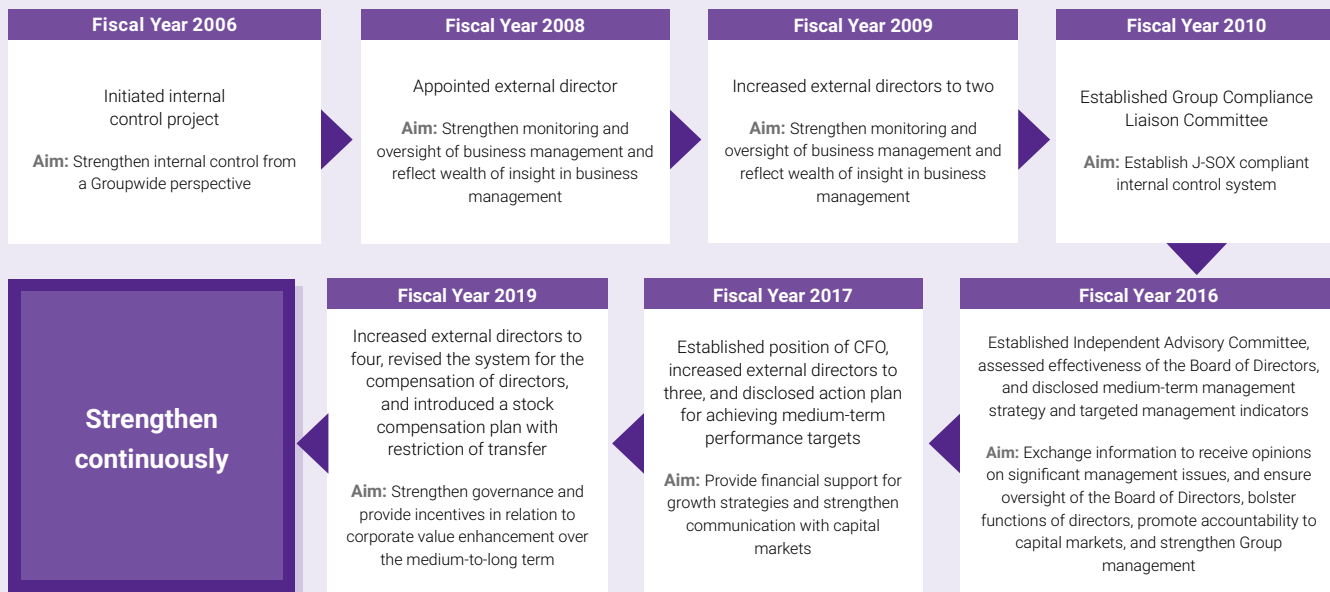 Fiscal Year 2006
Initiated internal
control project
Aim: Strengthen internal control from
a Groupwide perspective
Fiscal Year 2008
Appointed external director
Aim: Strengthen monitoring and
oversight of business management and
reflect wealth of insight in business
management
Fiscal Year 2009
Increased external directors to two
Aim: Strengthen monitoring and
oversight of business management and
reflect wealth of insight in business
management
Fiscal Year 2010
Established Group Compliance
Liaison Committee
Aim: Establish J-SOX compliant
internal control system
Fiscal Year 2016
Established Independent Advisory Committee,
assessed effectiveness of the Board of Directors,
and disclosed medium-term management
strategy and targeted management indicators
Aim: Exchange information to receive opinions
on significant management issues, and ensure
oversight of the Board of Directors, bolster
functions of directors, promote accountability to
capital markets, and strengthen Group
management
Fiscal Year 2017
Established position of CFO,
increased external directors to
three, and disclosed action plan
for achieving medium-term
performance targets
Aim: Provide financial support for
growth strategies and strengthen
communication with capital
markets
Fiscal Year 2019
Increased external directors to
four, revised the system for the
compensation of directors,
and introduced a stock
compensation plan with
restriction of transfer
Aim: Strengthen governance and
provide incentives in relation to
corporate value enhancement over
the medium-to-long term
Strengthen
continuously